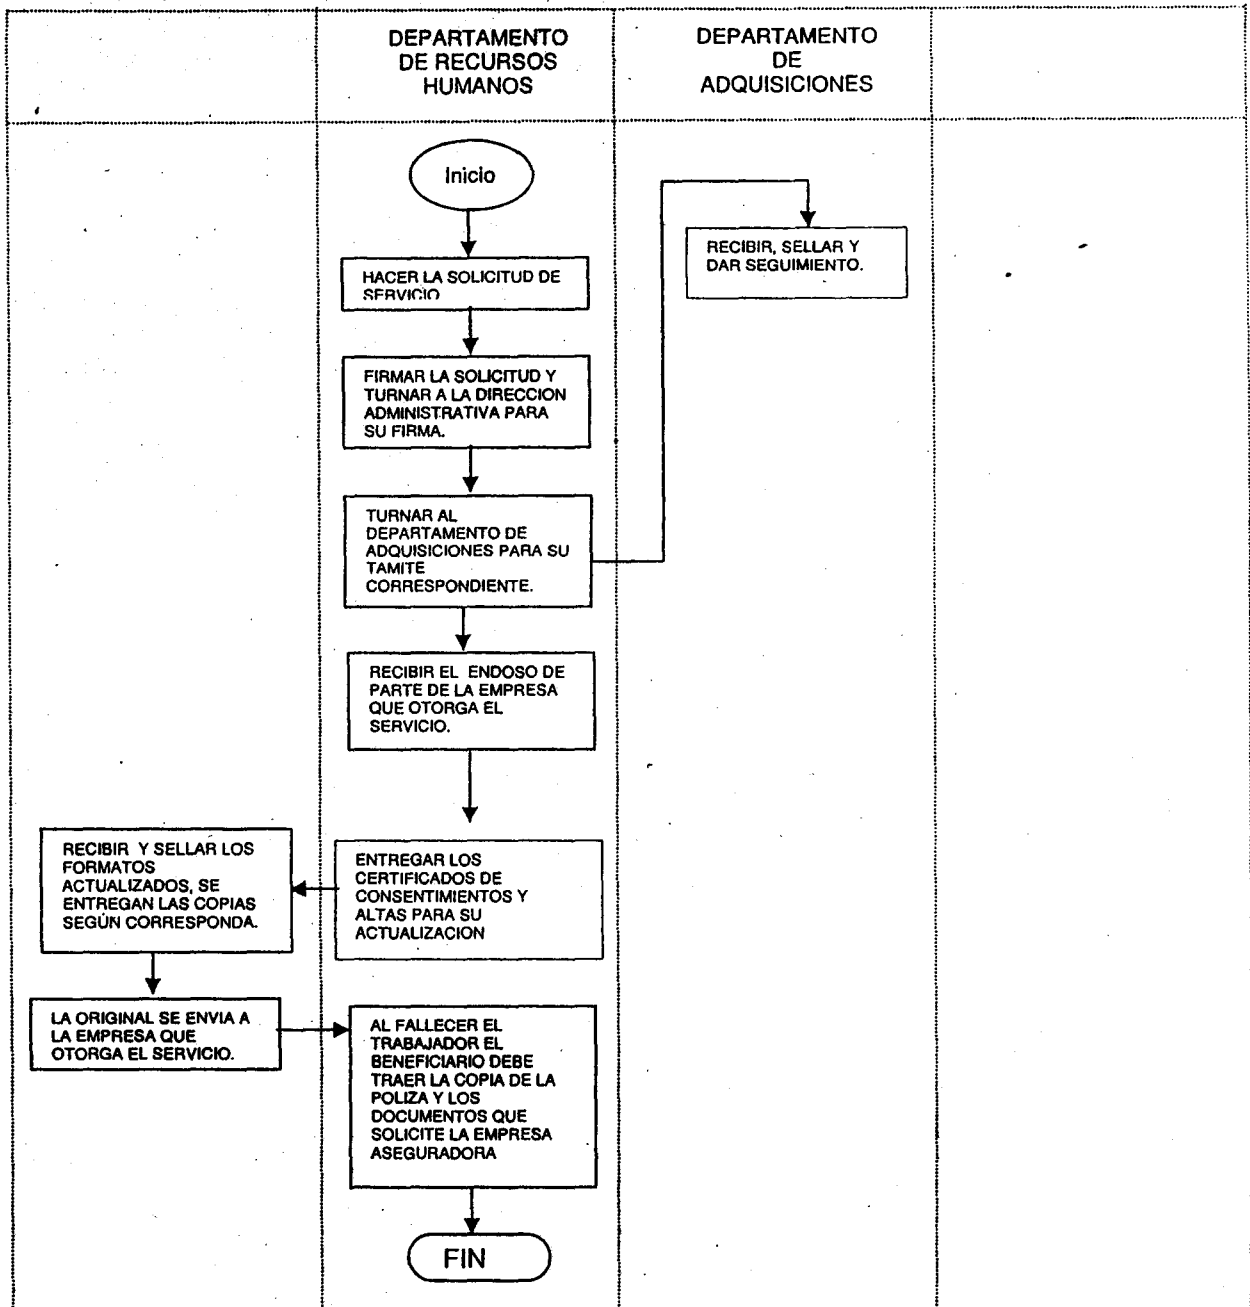 DEPARTAMENTO
DE RECURSOS
HUMANOS
DEPARTAMENTO
DE
ADQUISICIONES
Inicio
HACER LA SOLICITUD DE
SERVICIO
FIRMAR LA SOLICITUD Y
TURNAR A LA DIRECCION
ADMINISTRATIVA PARA
SU FIRMA.
TURNAR AL
DEPARTAMENTO DE
ADQUISICIONES PARA SU
TAMITE
CORRESPONDIENTE.
RECIBIR, SELLAR Y
DAR SEGUIMIENTO.
RECIBIR EL ENDOSO DE
PARTE DE LA EMPRESA
QUE OTORGA EL
SERVICIO.
ENTREGAR LOS
CERTIFICADOS DE
CONSENTIMIENTOS Y
ALTAS PARA SU
ACTUALIZACION
RECIBIR Y SELLAR LOS
FORMATOS
ACTUALIZADOS, SE
ENTREGAN LAS COPIAS
SEGÚN CORRESPONDA.
LA ORIGINAL SE ENVIA A
LA EMPRESA QUE
OTORGA EL SERVICIO.
AL FALLECER EL
TRABAJADOR EL
BENEFICIARIO DEBE
TRAER LA COPIA DE LA
POLIZA Y LOS
DOCUMENTOS QUE
SOLICITE LA EMPRESA
ASEGURADORA
FIN